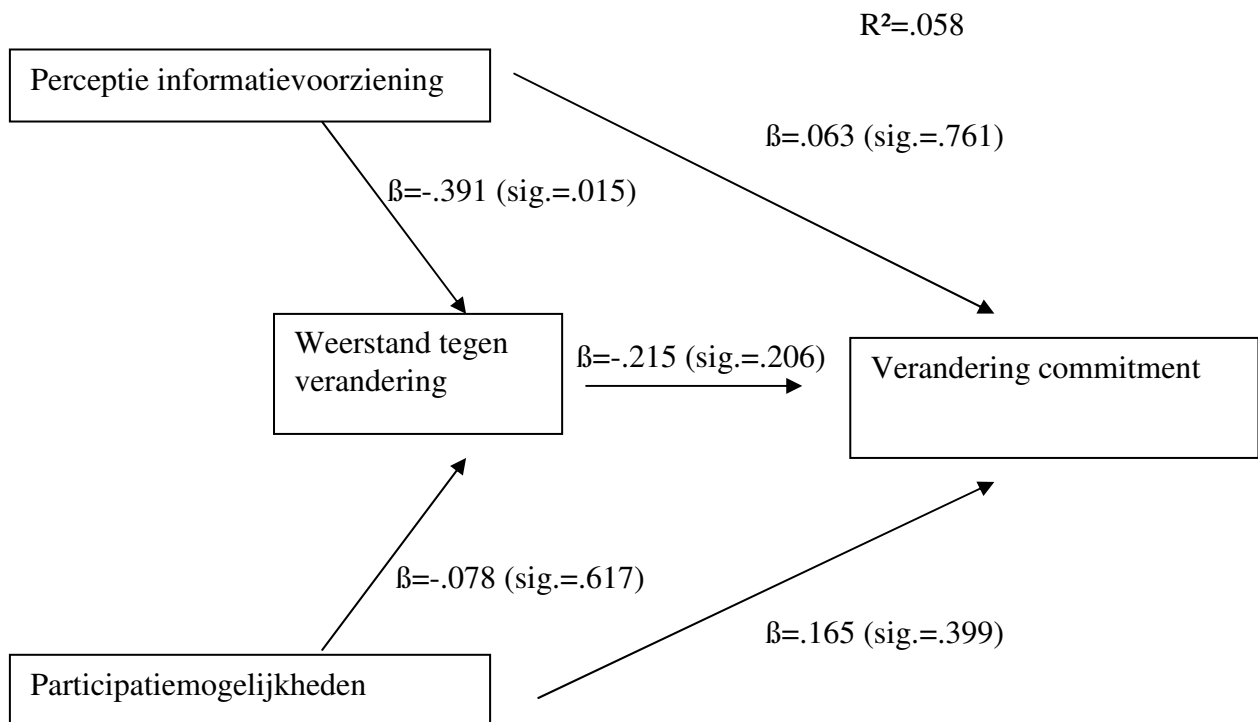 R²=.058
Perceptie informatievoorziening
ß=.063 (sig.=.761)
ß=-.391 (sig.=.015)
Weerstand tegen
verandering
ß=-.215 (sig.=.206)
Verandering commitment
ß=-.078 (sig.=.617)
ß=.165 (sig.=.399)
Participatiemogelijkheden